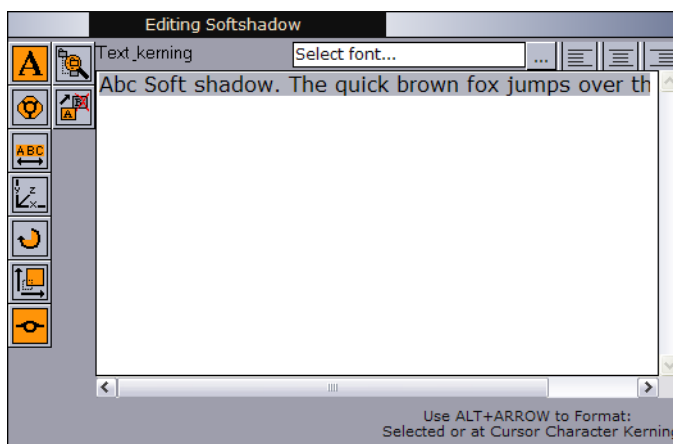 Editing Softshadow
Text_kerning
Select font...
...
A
ABC
y z
x
B
A
Abc Soft shadow. The quick brown fox jumps over th
Use ALT+ARROW to Format:
Selected or at Cursor Character Kerning